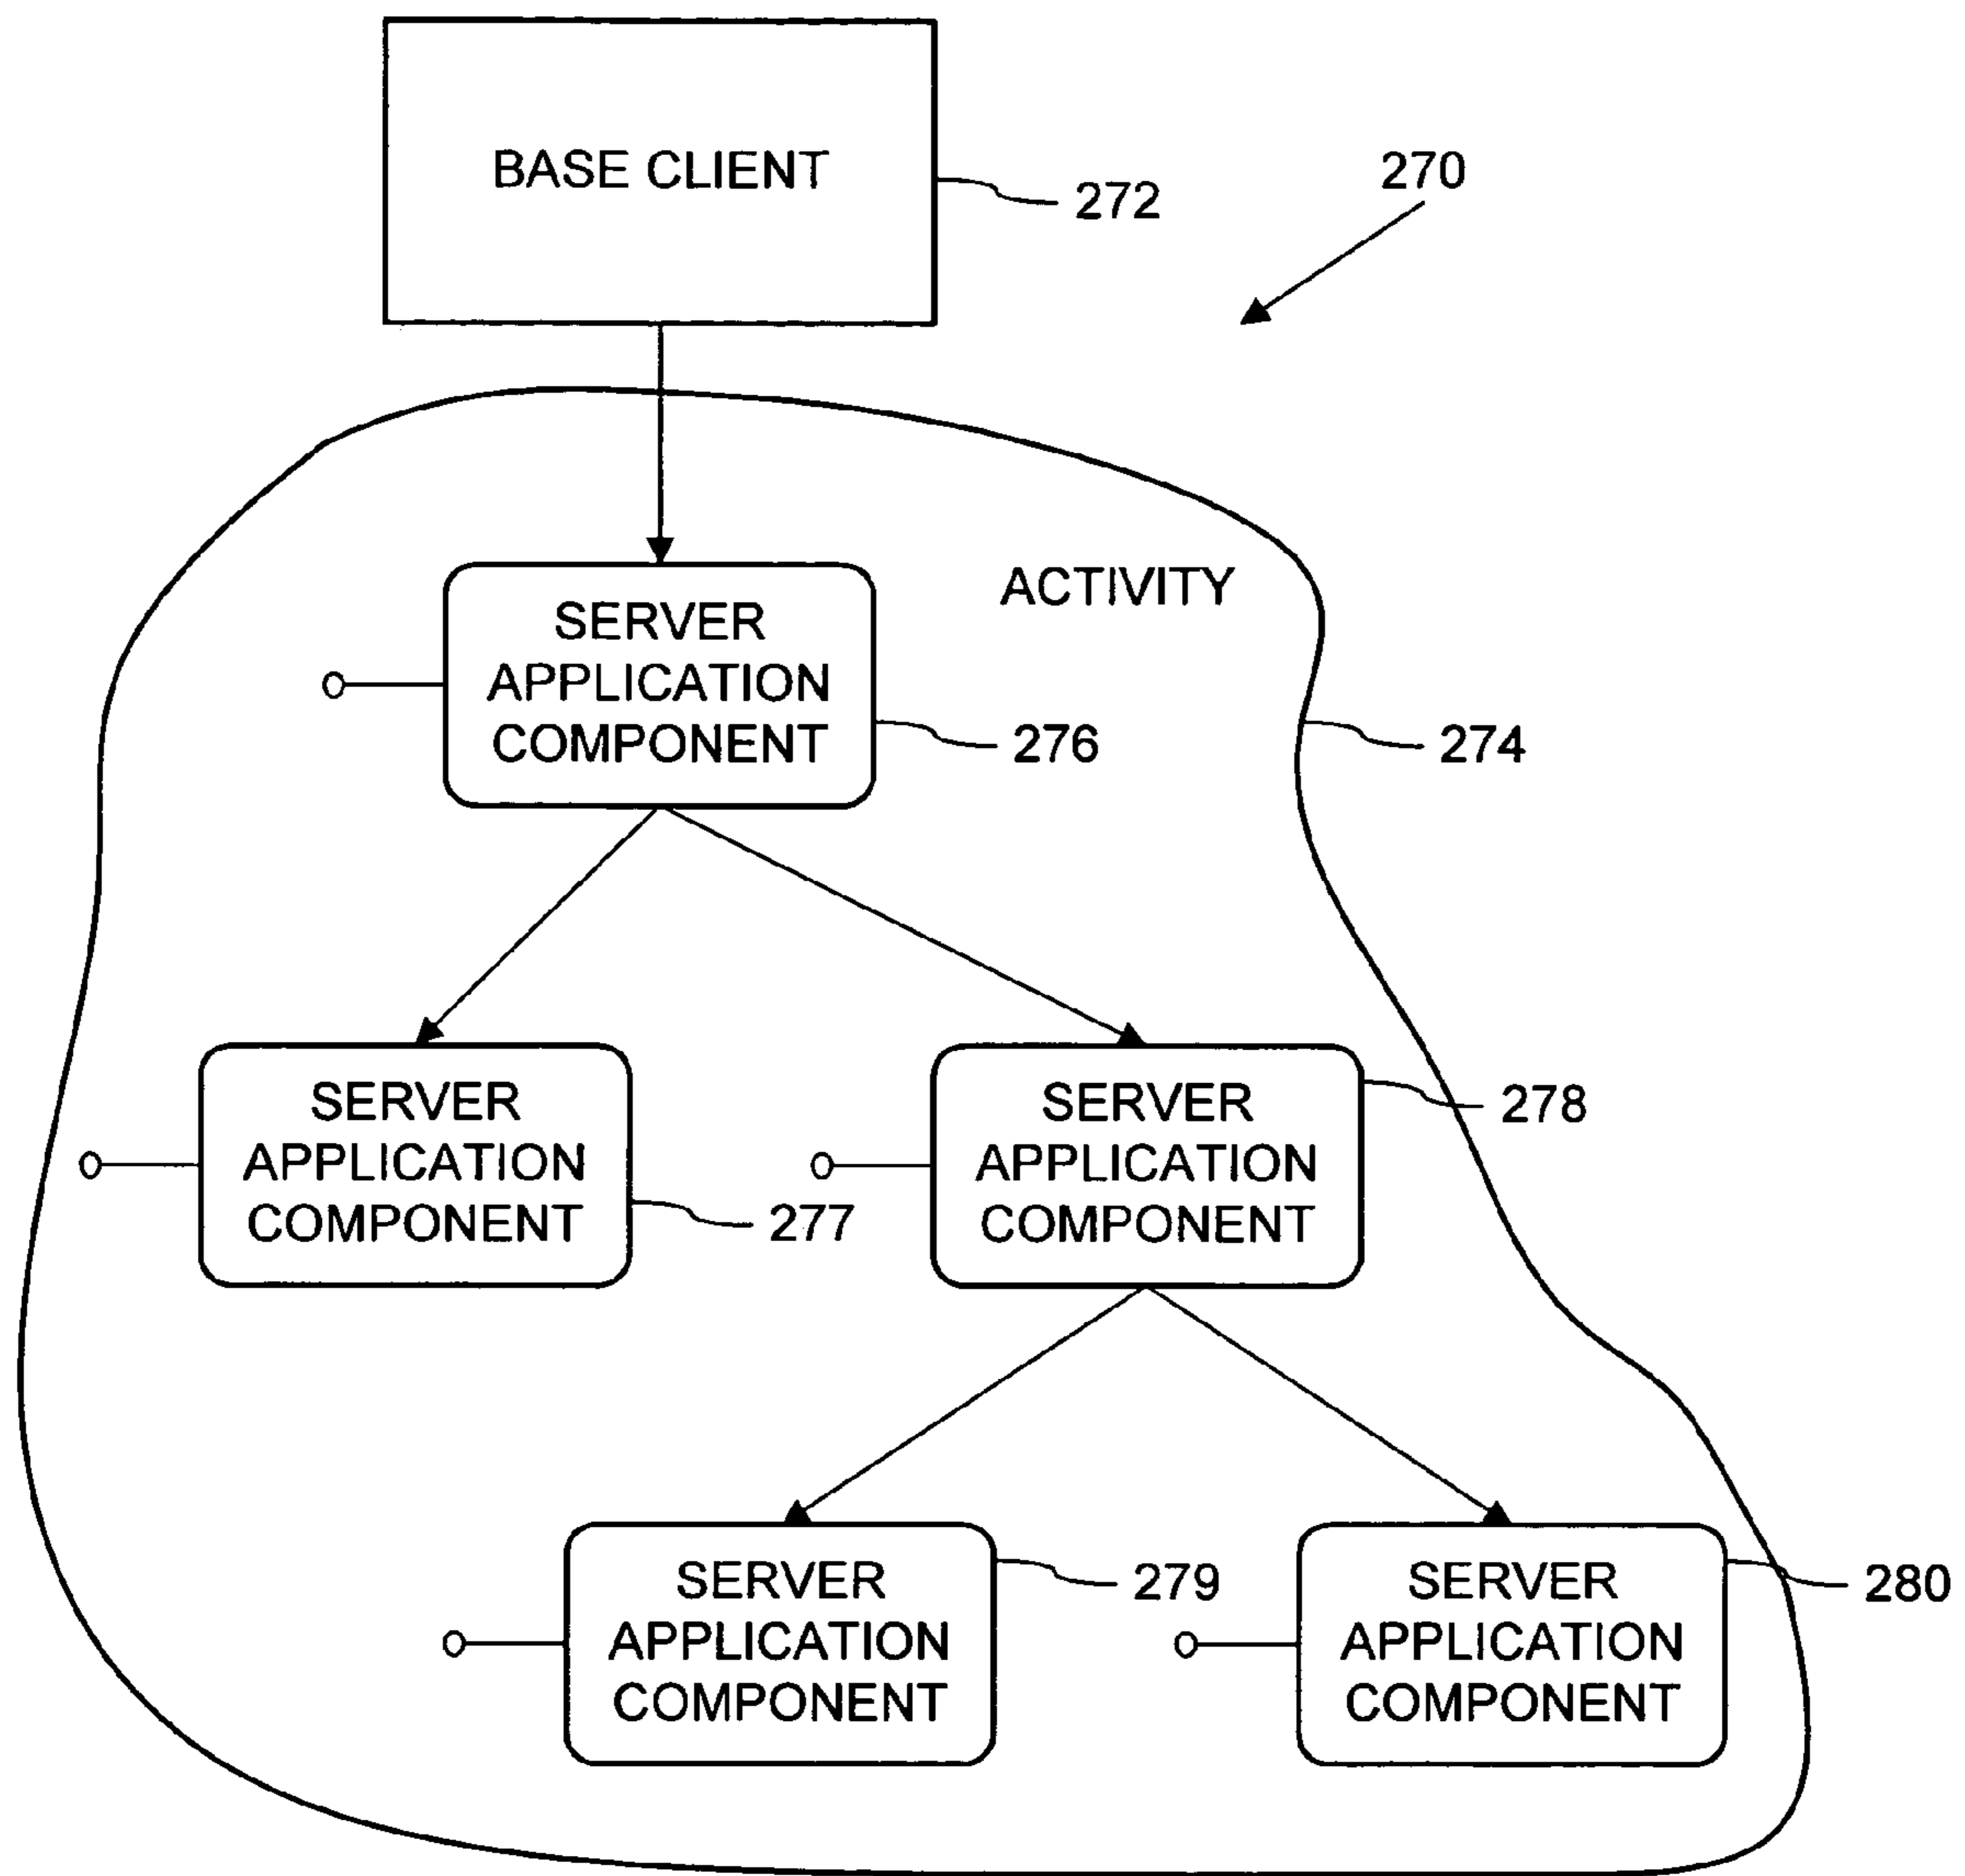 BASE CLIENT
272
270
ACTIVITY
SERVER
APPLICATION
COMPONENT
276
274
SERVER
APPLICATION
COMPONENT
277
SERVER
APPLICATION
COMPONENT
278
SERVER
APPLICATION
COMPONENT
279
SERVER
APPLICATION
COMPONENT
280